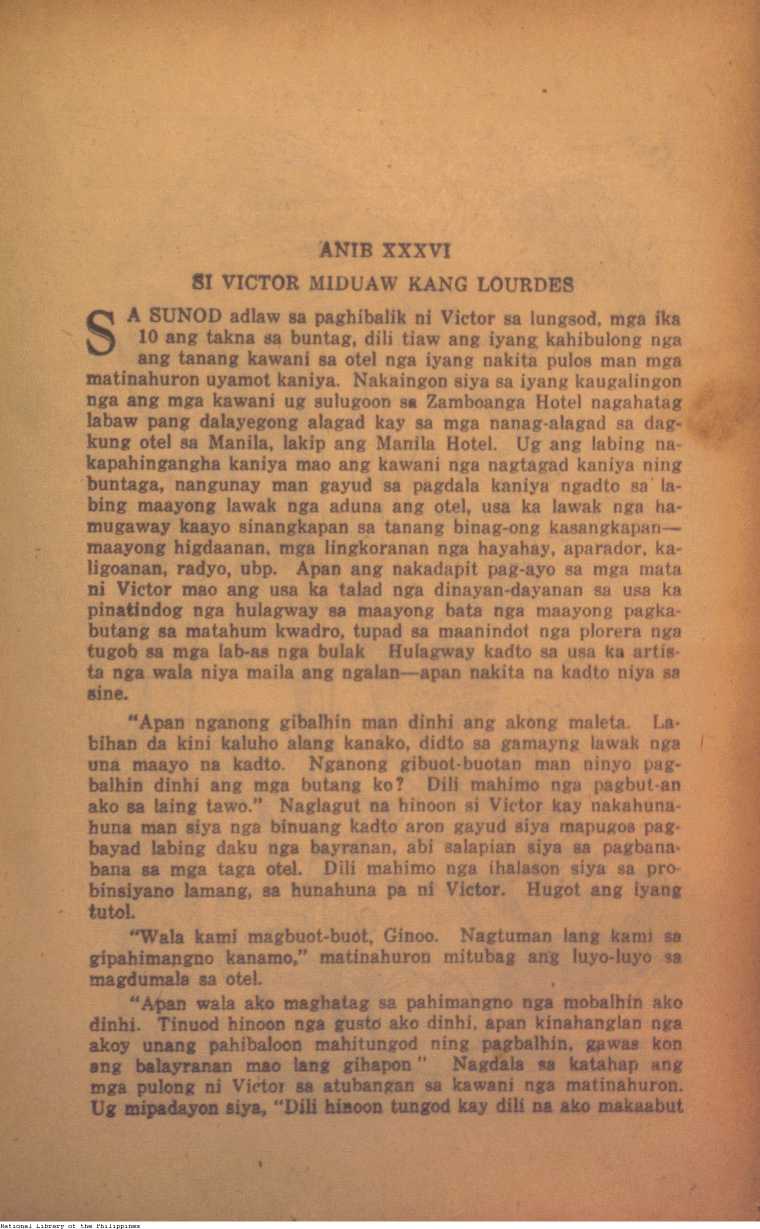 ANIB XXXVI
SI VICTOR MIDUAW KANG LOURDES
SA SUNOD adlaw sa paghibalik ni Victor sa lungsod, mga ika
10 ang takna sa buntag, dili tiaw ang iyang kahibulong nga
ang tanang kawani sa otel nga iyang nakita pulos man mga
matinahuron uyamot kaniya. Nakaingon siya sa iyang kaugalingon
nga ang mga kawani ug sulugoon sa Zamboanga Hotel nagahatag
labaw pang dalayegong alagad kay sa mga nanag-alagad sa dag-
kung otel sa Manila, lakip ang Manila Hotel. Ug ang labing na-
kapahingangha kaniya mao ang kawani nga nagtagad kaniya ning
buntaga, nangunay man gayud sa pagdala kaniya ngadto sa la-
bing maayong lawak nga aduna ang otel, usa ka lawak nga ha-
mugaway kaayo sinangkapan sa tanang binag-ong kasangkapan—
maayong higdaanan, mga lingkoranan nga hayahay, aparador, ka-
ligoanan, radyo, ubp. Apan ang nakadapit pag-ayo sa mga mata
ni Victor mao ang usa ka talad nga dinayan-dayanan sa usa ka
pinatindog nga hulagway sa maayong bata nga maayong pagka-
butang sa matahum kwadro, tupad sa maanindot nga plorera nga
tugob sa mga lab-as nga bulak Hulagway kadto sa usa ka artis-
ta nga wala niya maila ang ngalan—apan nakita na kadto niya sa
sine.
“Apan nganong gibalhin man dinhi ang akong maleta. La-
bihan da kini kaluho alang kanako, didto sa gamayng lawak nga
una maayo na kadto. Nganong gibuot-buotan man ninyo pag-
balhin dinhi ang mga butang ko? Dili mahimo nga pagbut-an
ako sa laing tawo.” Naglagut na hinoon si Victor kay nakahuna-
huna man siya nga binuang kadto aron gayud siya mapugos pag-
bayad labing daku nga bayranan, abi salapian siya sa pagbana-
bana sa mga taga otel. Dili mahimo nga ihalason siya sa pro-
binsiyano lamang, sa hunahuna pa ni Victor. Hugot ang iyang
tutol.
“Wala kami magbuot-buot, Ginoo. Nagtuman lang kami sa
gipahimangno kanamo,” matinahuron mitubag ang luyo-luyo sa
magdumala sa otel.
“Apan wala ako maghatag sa pahimangno nga mobalhin ako
dinhi. Tinuod hinoon nga gusto ako dinhi, apan kinahanglan nga
akoy unang pahibaloon mahitungod ning pagbalhin, gawas kon
ang balayranan mao lang gihapon” Nagdala sa katahap ang
mga pulong ni Victor sa atubangan sa kawani nga matinahuron.
Ug mipadayon siya, “Dili hinoon tungod kay dili na ako makaabut
National Library of the Philippines